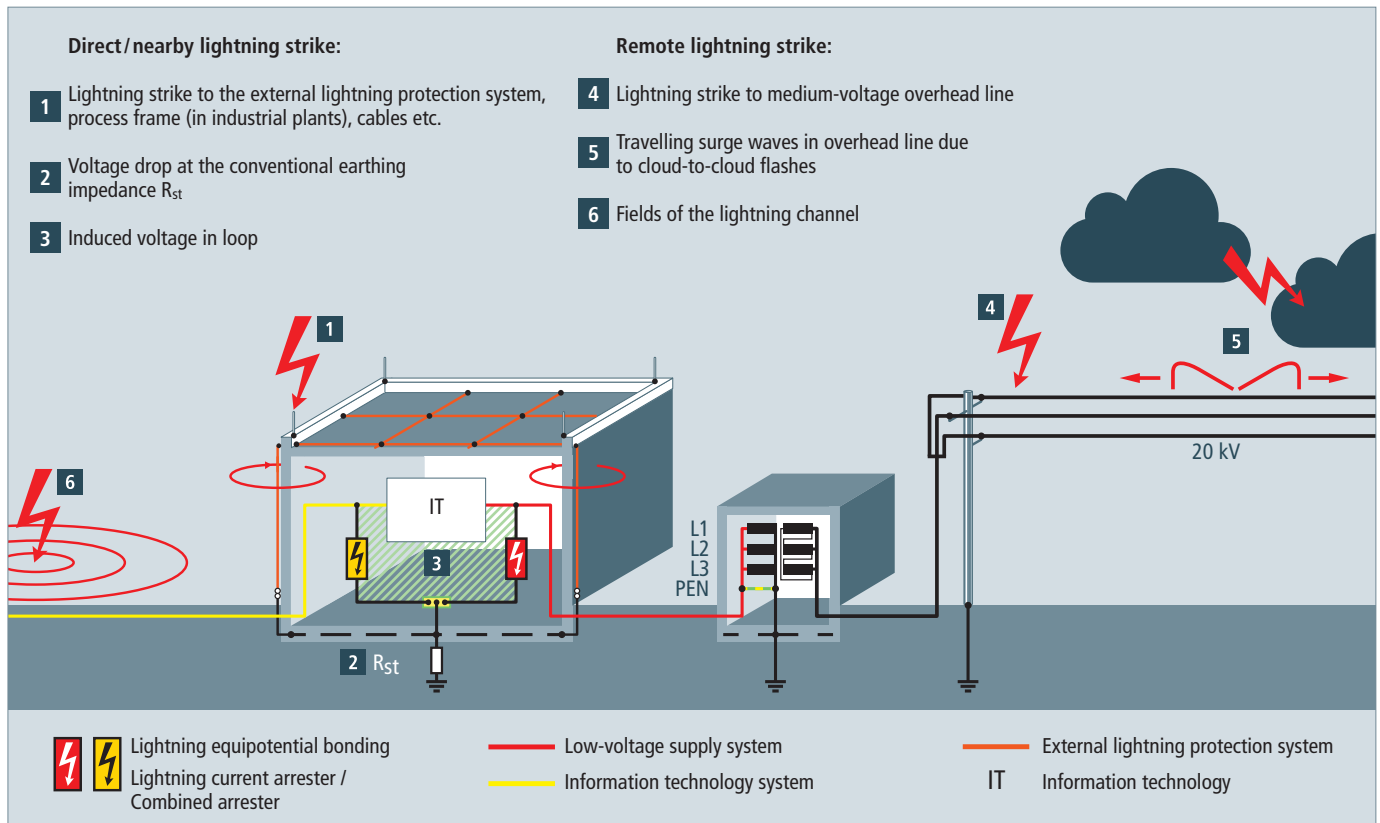 Direct/nearby lightning strike:
1 Lightning strike to the external lightning protection system,
process frame (in industrial plants), cables etc.
2 Voltage drop at the conventional earthing
impedance Rst
3 Induced voltage in loop
Remote lightning strike:
4 Lightning strike to medium-voltage overhead line
5 Travelling surge waves in overhead line due
to cloud-to-cloud flashes
6 Fields of the lightning channel
1
4
5
20 kV
6
IT
3
L1
L2
L3
PEN
2 Rst
Lightning equipotential bonding
Lightning current arrester /
Combined arrester
Low-voltage supply system
Information technology system
External lightning protection system
IT Information technology